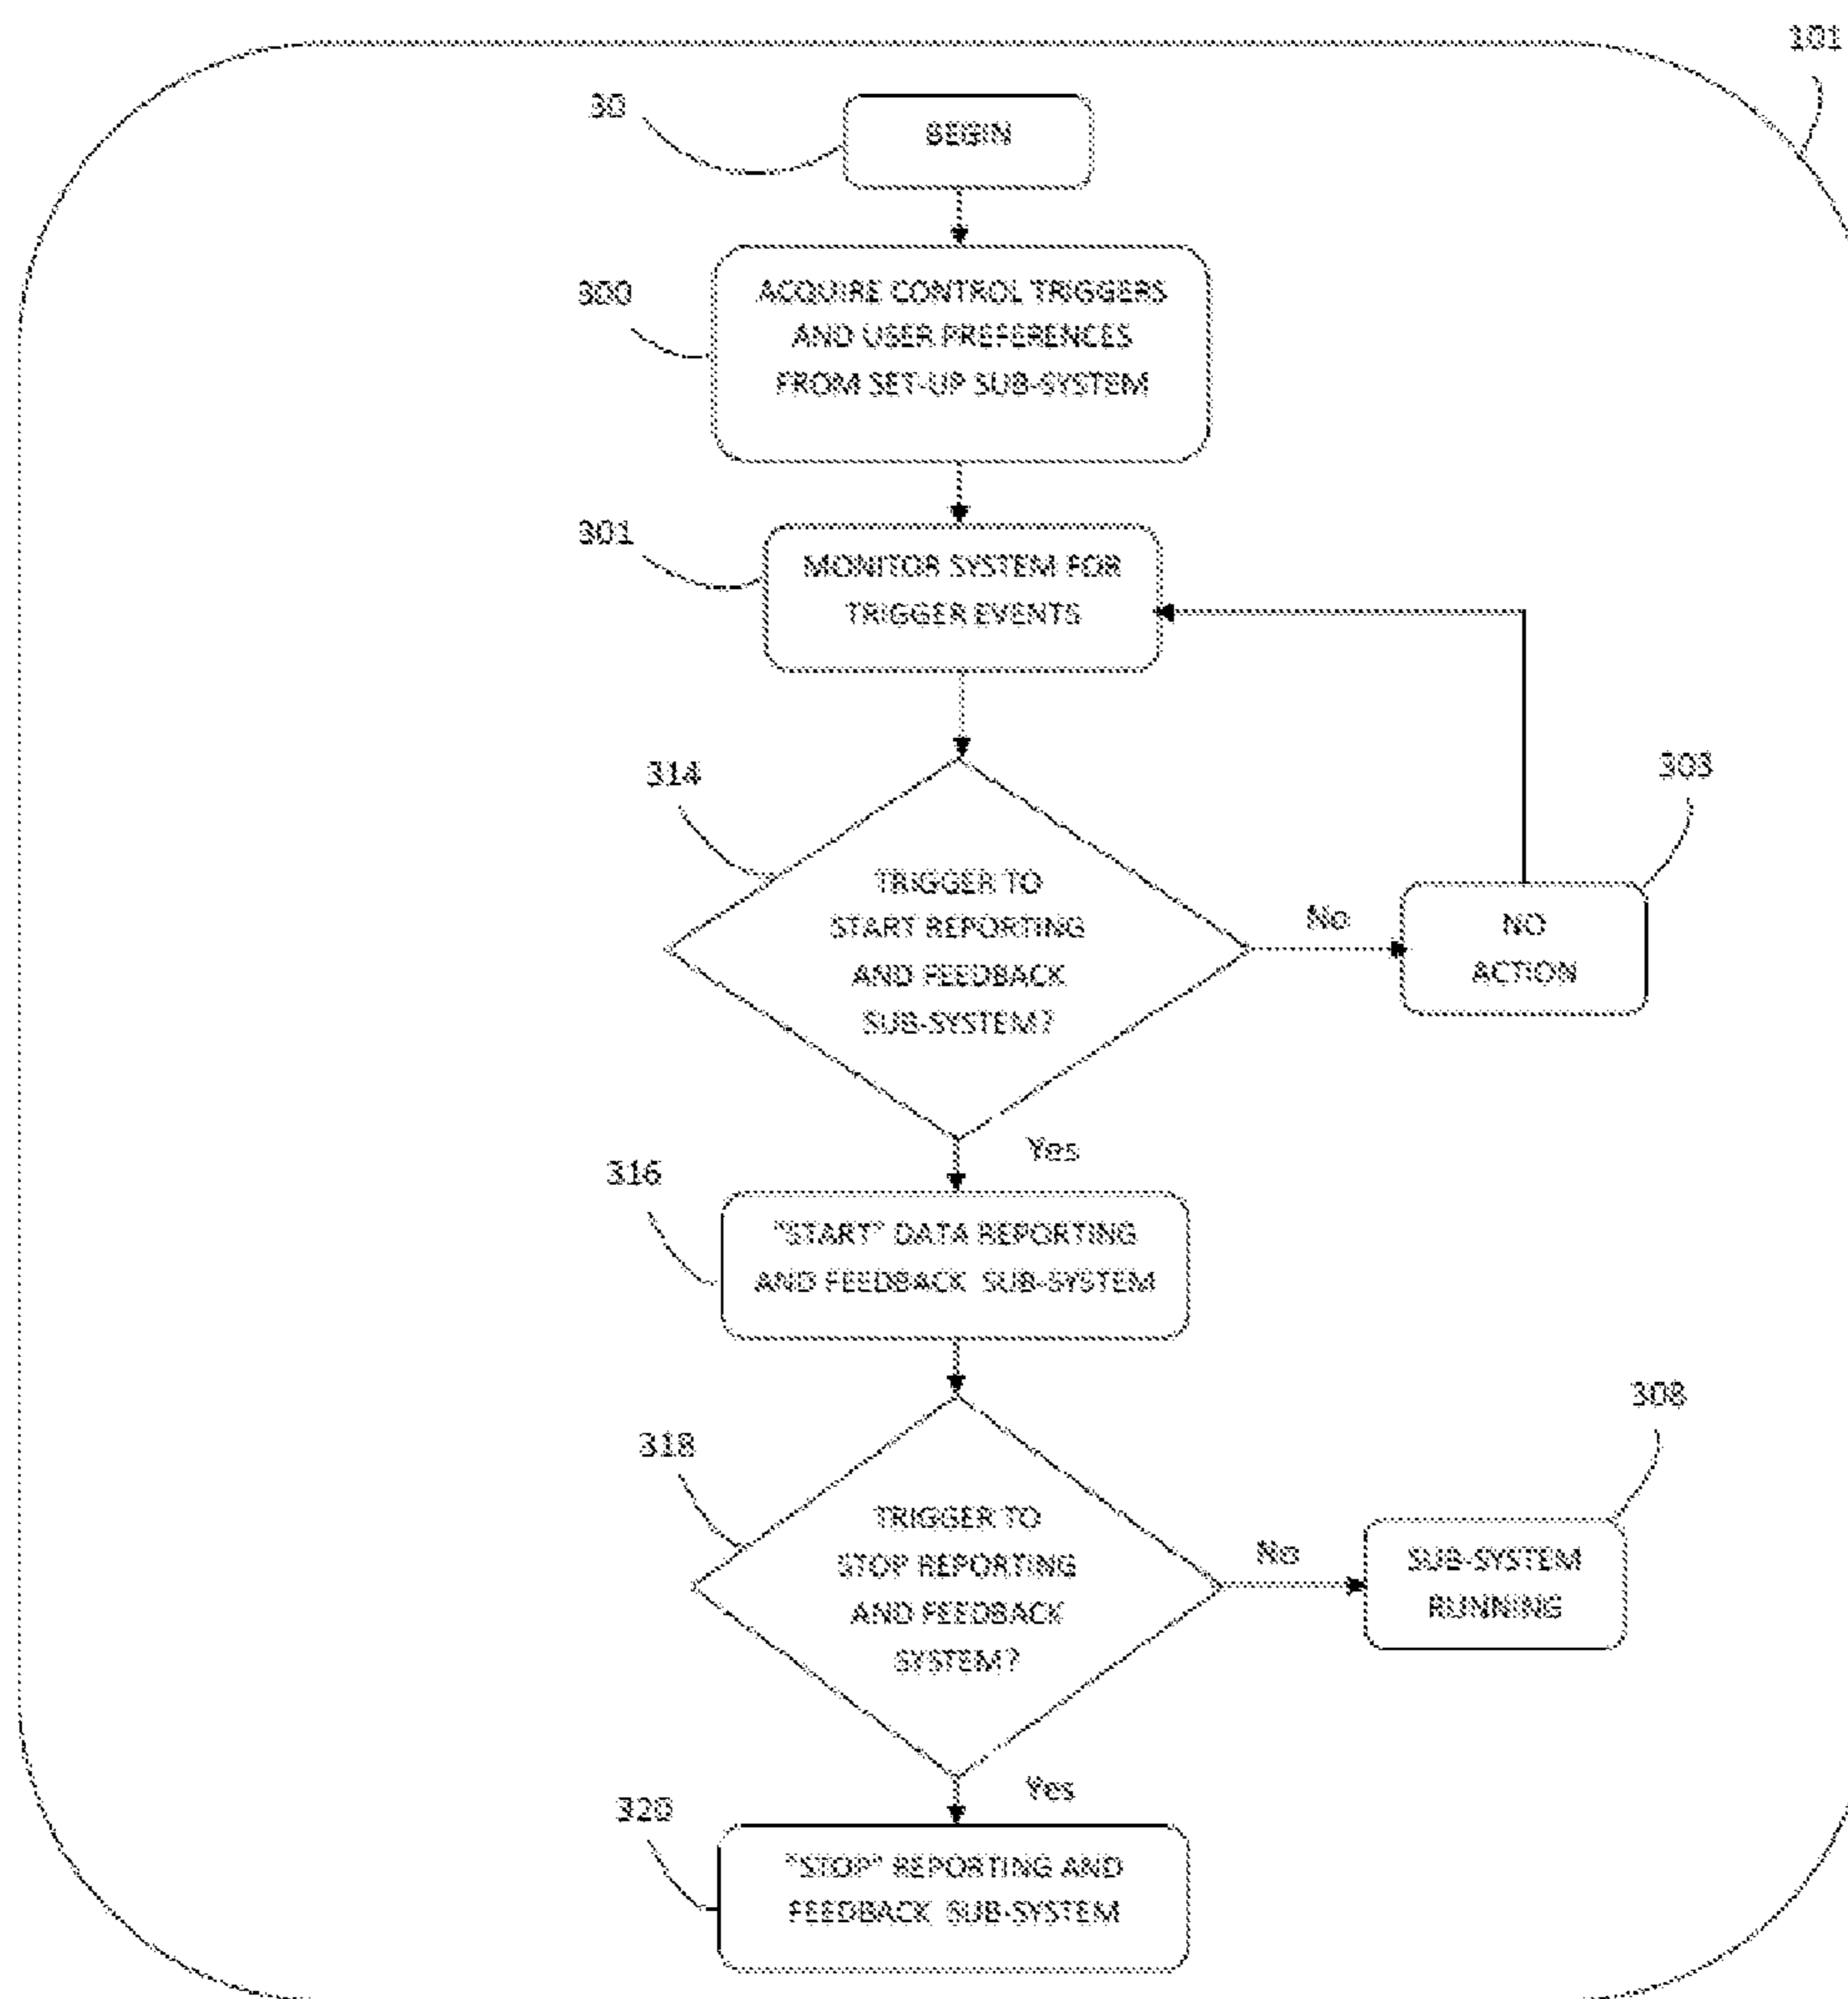 101
30
BEGIN
300
ACQUIRE CONTROL TRIGGERS
AND USER PREFERENCES
FROM SET-UP SUB-SYSTEM
301
MONITOR SYSTEM FOR
TRIGGER EVENTS
314
303
TRIGGER TO
START REPORTING
AND FEEDBACK
SUB-SYSTEM?
No
NO
ACTION
Yes
316
"START" DATA REPORTING
AND FEEDBACK SUB-SYSTEM
318
308
TRIGGER TO
STOP REPORTING
AND FEEDBACK
SYSTEM?
No
SUB-SYSTEM
RUNNING
Yes
320
"STOP" REPORTING AND
FEEDBACK SUB-SYSTEM